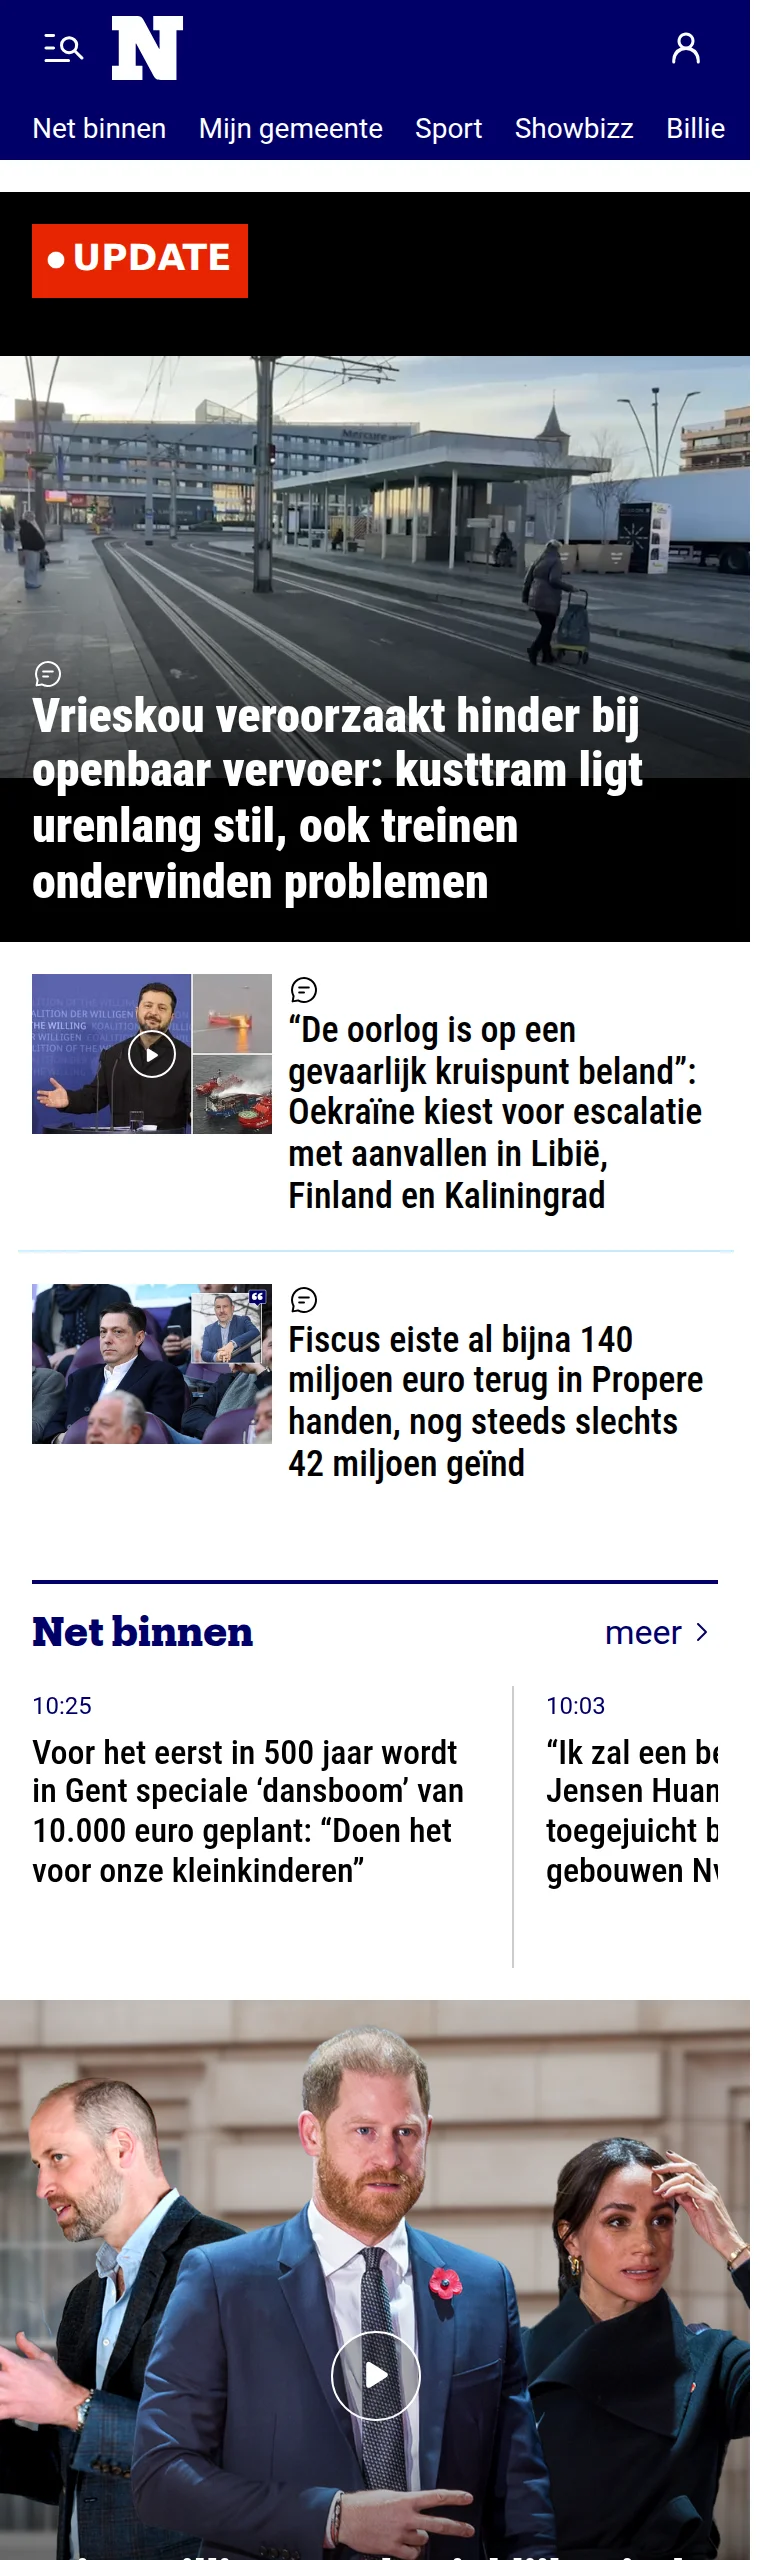 N
Net binnen Mijn gemeente Sport Showbizz Billie
UPDATE
Mercure
Vrieskou veroorzaakt hinder bij
openbaar vervoer: kusttram ligt
urenlang stil, ook treinen
ondervinden problemen
“De oorlog is op een
gevaarlijk kruispunt beland”:
Oekraïne kiest voor escalatie
met aanvallen in Libië,
Finland en Kaliningrad
Fiscus eiste al bijna 140
miljoen euro terug in Propere
handen, nog steeds slechts
42 miljoen geïnd
Net binnen
meer
10:25
Voor het eerst in 500 jaar wordt
in Gent speciale ‘dansboom’ van
10.000 euro geplant: “Doen het
voor onze kleinkinderen”
10:03
“Ik zal een be
Jensen Huan
toegejuicht b
gebouwen Nv